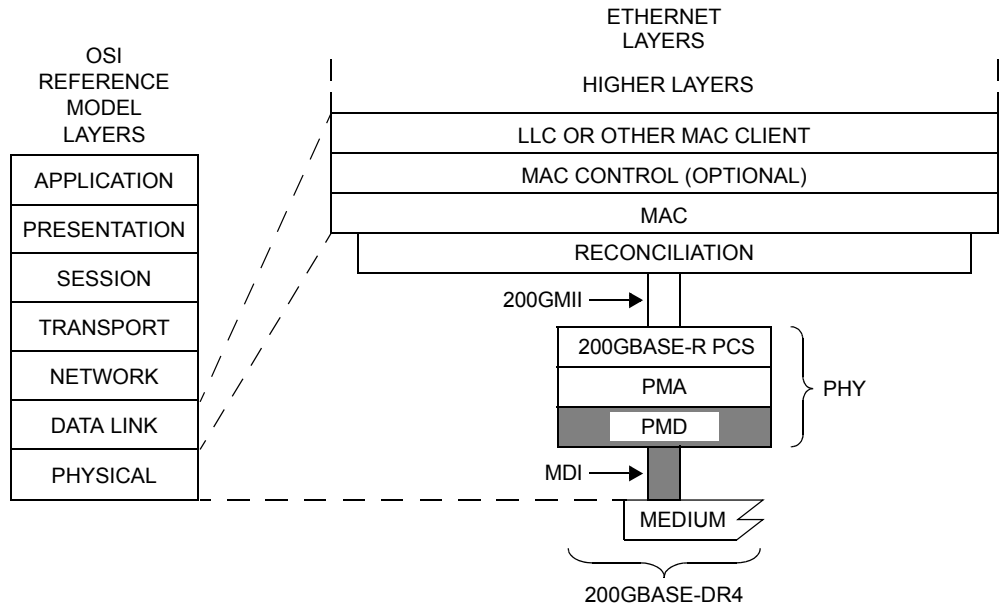 OSI
REFERENCE
MODEL
LAYERS
APPLICATION
PRESENTATION
SESSION
TRANSPORT
NETWORK
DATA LINK
PHYSICAL
ETHERNET
LAYERS
HIGHER LAYERS
LLC OR OTHER MAC CLIENT
MAC CONTROL (OPTIONAL)
MAC
RECONCILIATION
200GMII
200GBASE-R PCS
PMA
PMD
PHY
MDI
MEDIUM
200GBASE-DR4